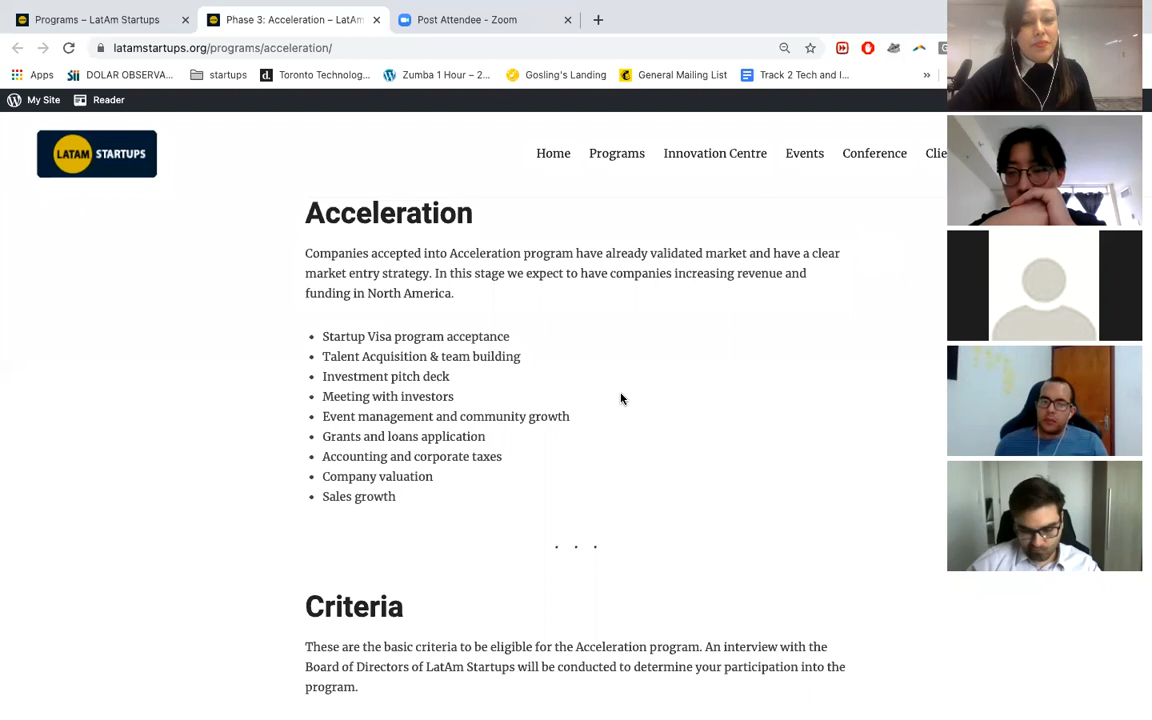 Programs – LatAm Startups
Phase 3: Acceleration – LatAm
Post Attendee - Zoom
latamstartups.org/programs/acceleration/
Apps
DOLAR OBSERVA...
startups
Toronto Technolog...
Zumba 1 Hour – 2...
Gosling's Landing
General Mailing List
Track 2 Tech and I...
»
My Site
Reader
LATAM STARTUPS
Home
Programs
Innovation Centre
Events
Conference
Clie
Acceleration
Companies accepted into Acceleration program have already validated market and have a clear
market entry strategy. In this stage we expect to have companies increasing revenue and
funding in North America.
• Startup Visa program acceptance
• Talent Acquisition & team building
• Investment pitch deck
• Meeting with investors
• Event management and community growth
• Grants and loans application
• Accounting and corporate taxes
• Company valuation
• Sales growth
. . .
Criteria
These are the basic criteria to be eligible for the Acceleration program. An interview with the
Board of Directors of LatAm Startups will be conducted to determine your participation into the
program.